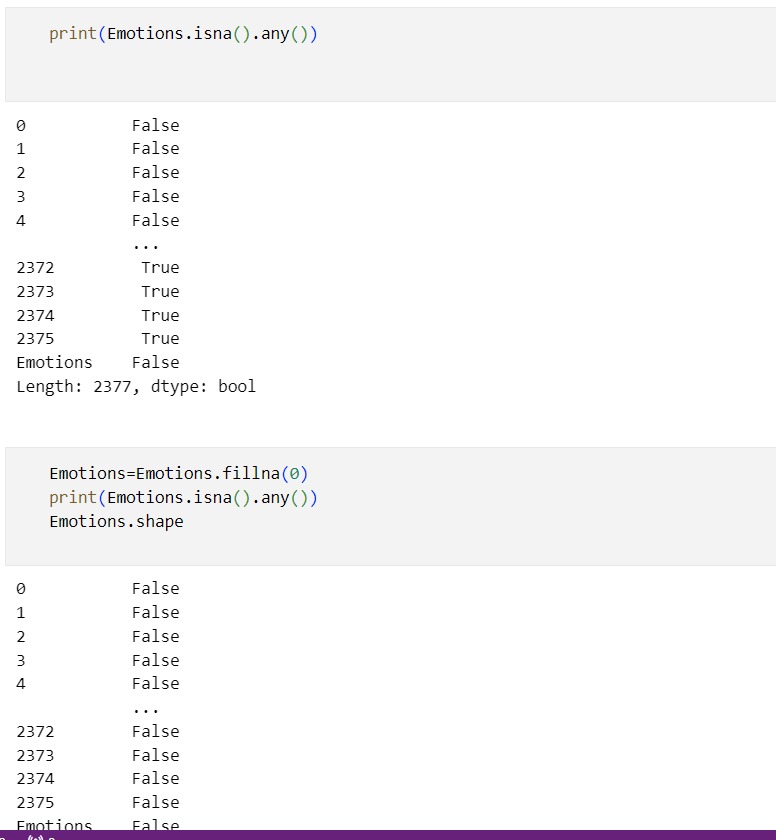 print(Emotions.isna().any())
0 False
1 False
2 False
3 False
4 False
...
2372 True
2373 True
2374 True
2375 True
Emotions False
Length: 2377, dtype: bool
Emotions=Emotions.fillna(0)
print(Emotions.isna().any())
Emotions.shape
0 False
1 False
2 False
3 False
4 False
...
2372 False
2373 False
2374 False
2375 False
Emotions False